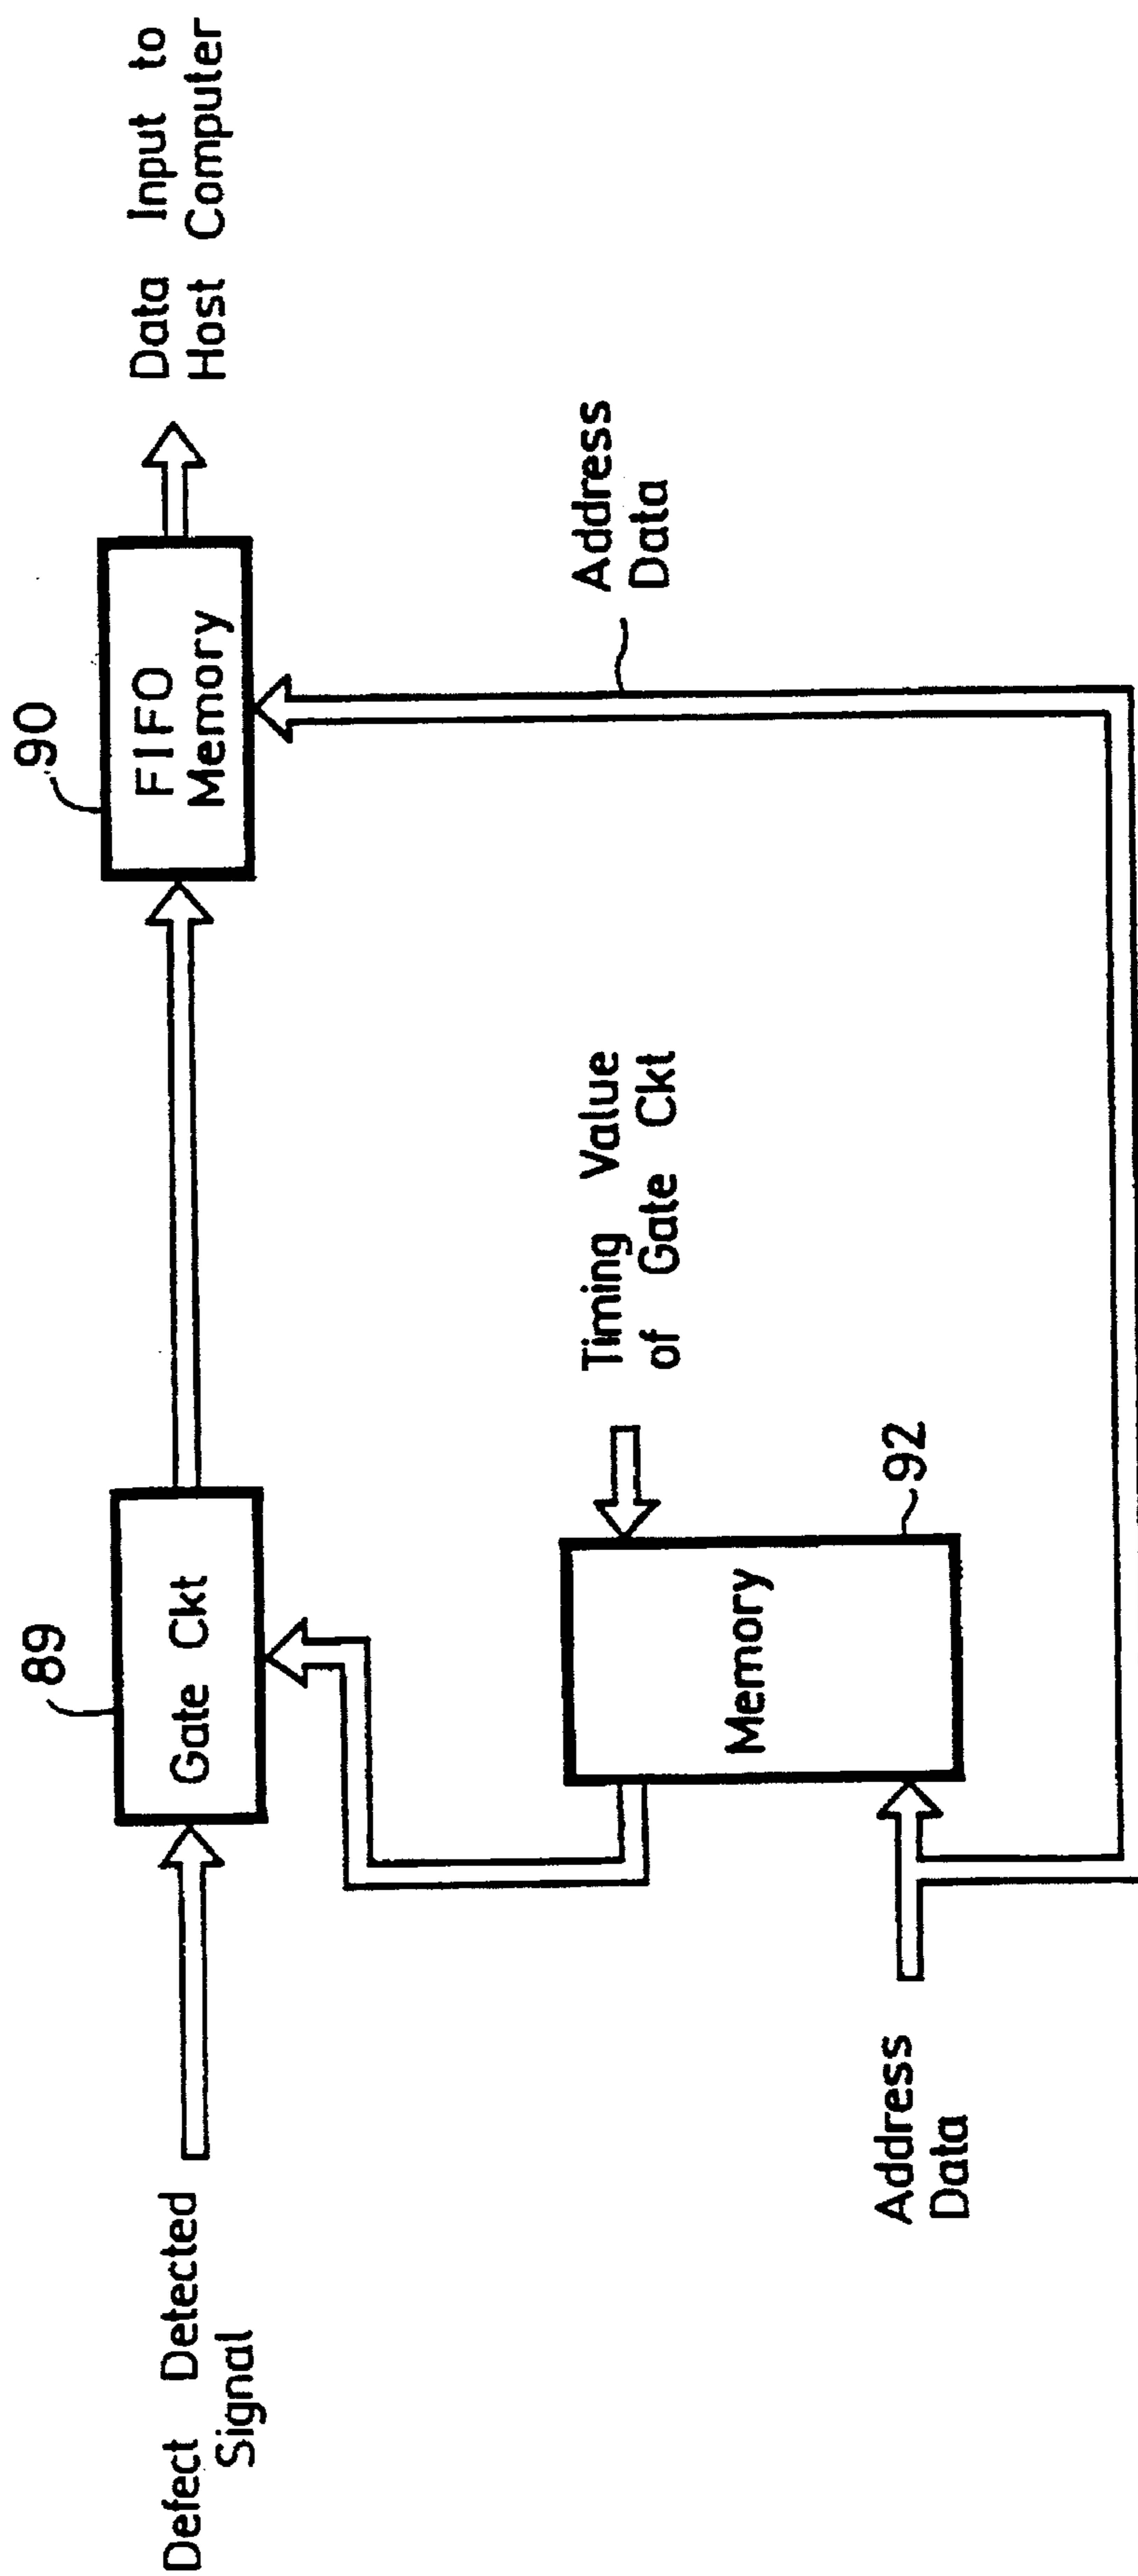 Defect Detected
Signal
89
Gate Ckt
90
FIFO
Memory
Data Input to
Host Computer
Timing Value
of Gate Ckt
Address
Data
Memory
92
Address
Data